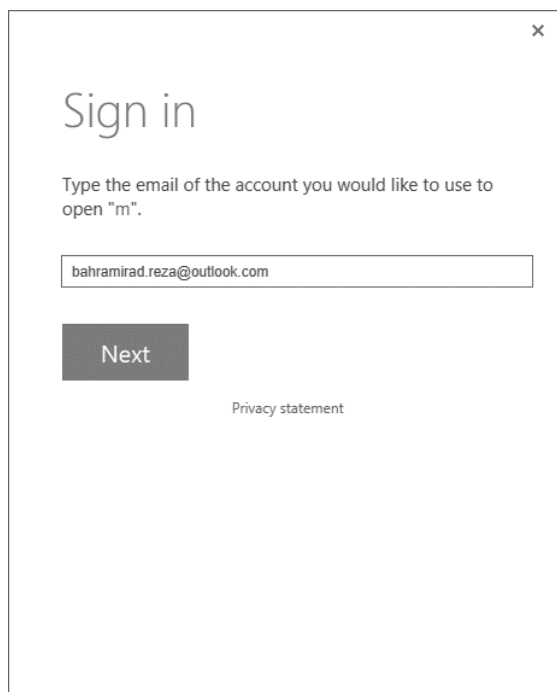 ×
Sign in
Type the email of the account you would like to use to
open "m".
bahramirad.reza@outlook.com
Next
Privacy statement